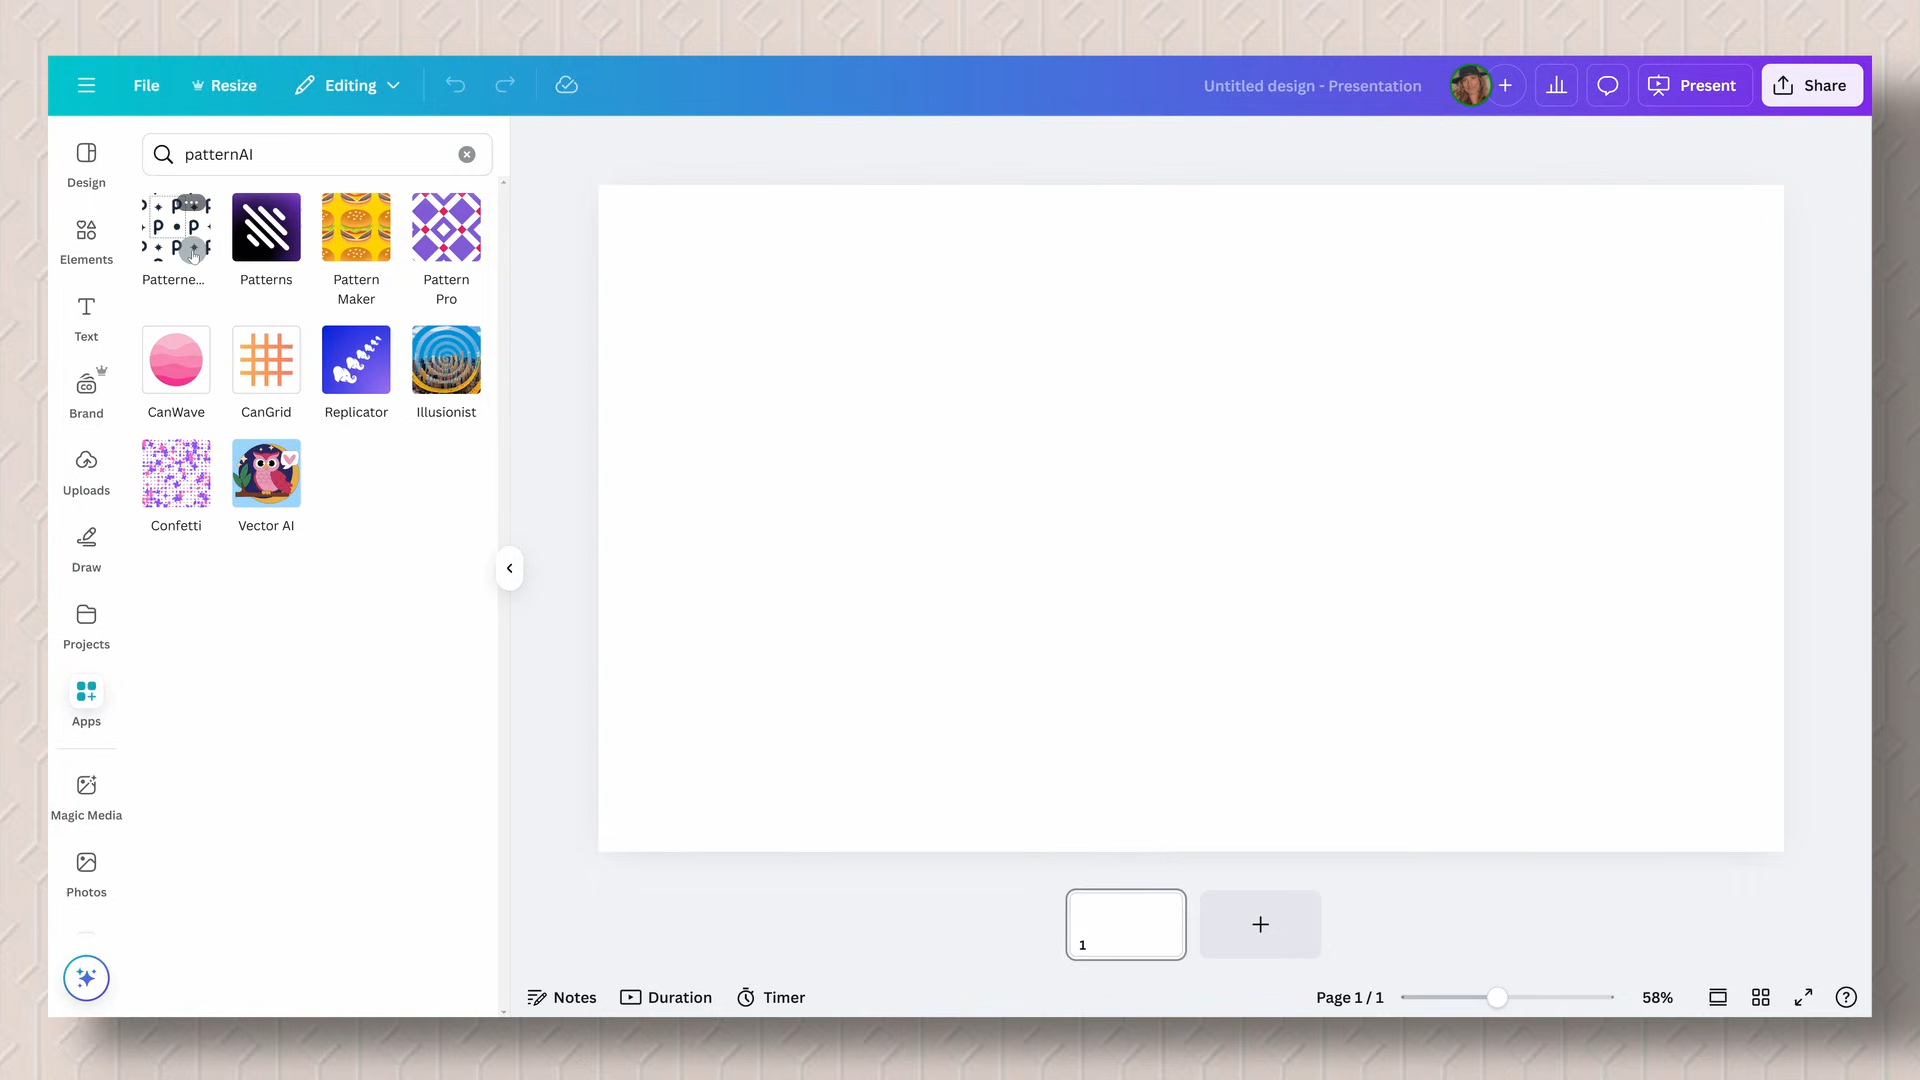 File
Resize
Editing
Untitled design - Presentation
Present
Share
patternAI
Design
Elements
Text
Brand
Uploads
Draw
Projects
Apps
Magic Media
Photos
Patterne...
Patterns
Pattern
Maker
Pattern
Pro
CanWave
CanGrid
Replicator
Illusionist
Confetti
Vector AI
1
Notes
Duration
Timer
Page 1 / 1
58%